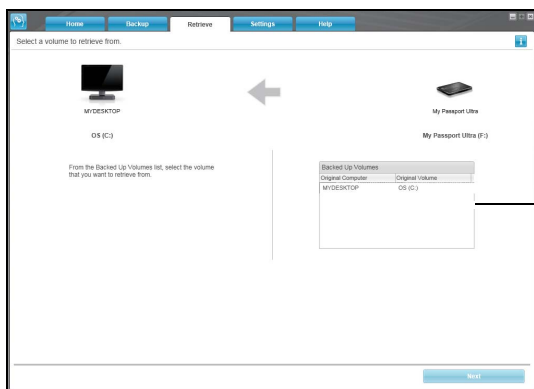 Home Backup Retrieve Settings Help
Select a volume to retrieve from.
MYDESKTOP
My Passport Ultra
OS (C:)
My Passport Ultra (F:)
From the Backed Up Volumes list, select the volume
that you want to retrieve from.
Backed Up Volumes
Original Computer Original Volume
MYDESKTOP OS (C:)
Next